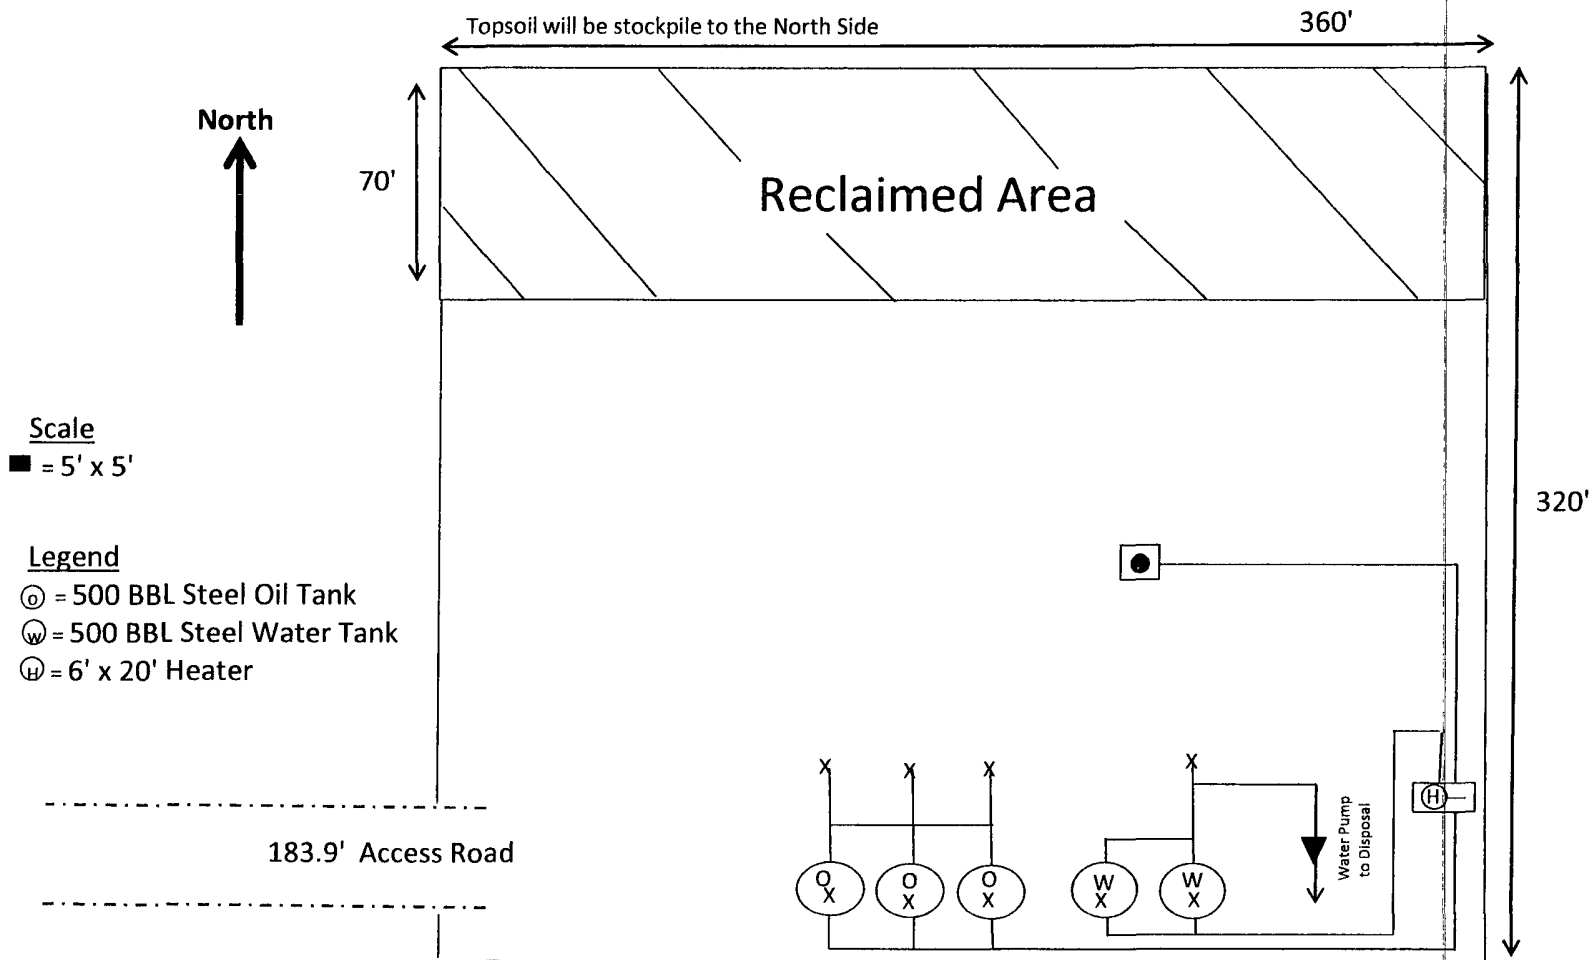 Topsoil will be stockpile to the North Side
360'
North
70'
Reclaimed Area
Scale
= 5' x 5'
320'
Legend
O = 500 BBL Steel Oil Tank
W = 500 BBL Steel Water Tank
H = 6' x 20' Heater
X
X
X
X
H
Water Pump
to Disposal
183.9' Access Road
O
X
O
X
O
X
W
X
W
X